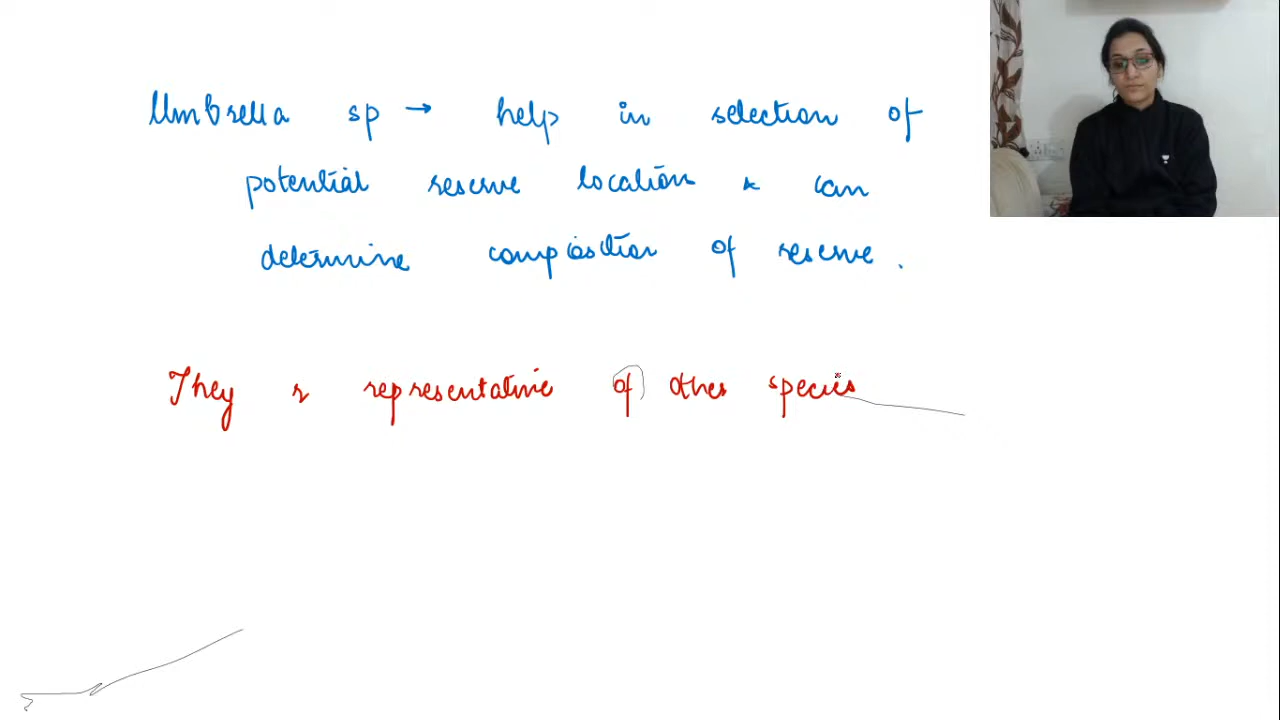 Umbrella sp → help in selection of
potential reserve location & can
determine composition of reserve.
They r representative of other species